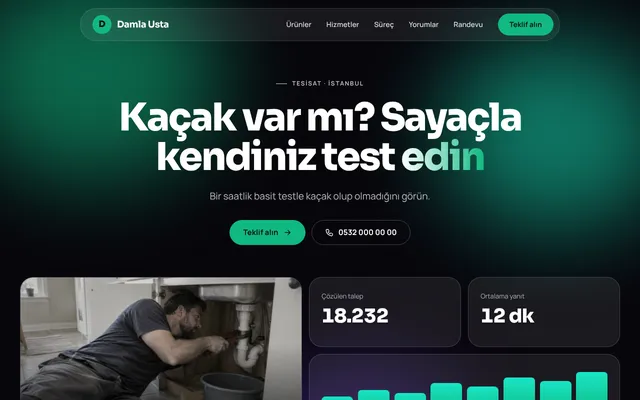 D Damla Usta
Ürünler Hizmetler Süreç Yorumlar Randevu Teklif alın
TESİSAT · İSTANBUL
Kaçak var mı? Sayaçla
kendiniz test edin
Bir saatlik basit testle kaçak olup olmadığını görün.
Teklif alın → 0532 000 00 00
Çözülen talep
18.232
Ortalama yanıt
12 dk